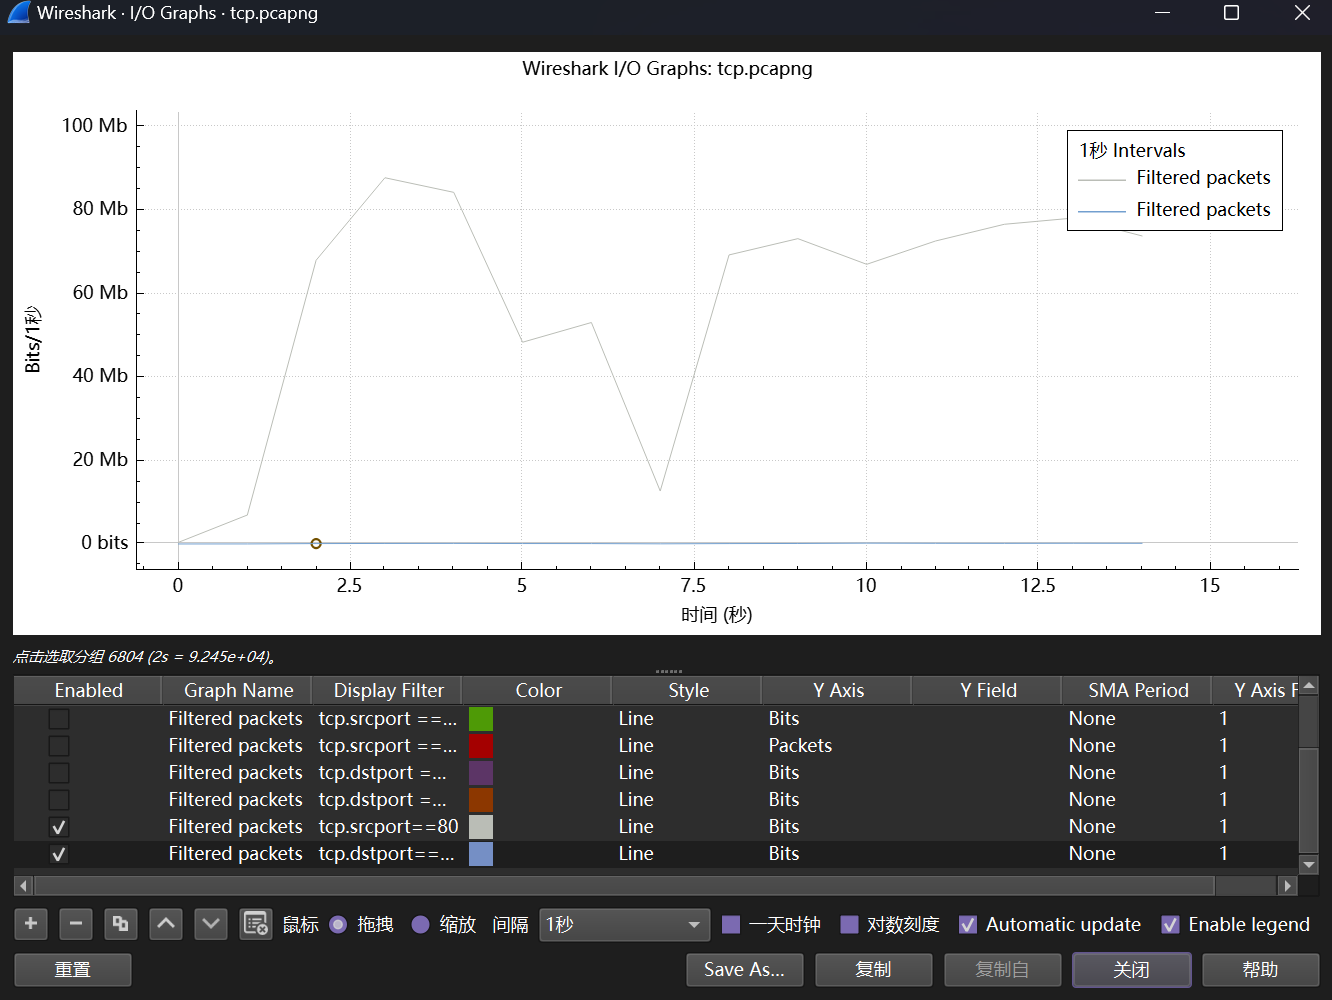 Wireshark · I/O Graphs · tcp.pcapng
Wireshark I/O Graphs: tcp.pcapng
100 Mb
80 Mb
60 Mb
40 Mb
20 Mb
0 bits
Bits/1秒
1秒 Intervals
Filtered packets
Filtered packets
0 2.5 5 7.5 10 12.5 15
时间 (秒)
点击选取分组 6804 (2s = 9.245e+04)。
Enabled Graph Name Display Filter Color Style Y Axis Y Field SMA Period Y Axis F
Filtered packets tcp.srcport ==... Line Bits None 1
Filtered packets tcp.srcport ==... Line Packets None 1
Filtered packets tcp.dstport =... Line Bits None 1
Filtered packets tcp.dstport =... Line Bits None 1
Filtered packets tcp.srcport==80 Line Bits None 1
Filtered packets tcp.dstport==... Line Bits None 1
鼠标 拖拽 缩放 间隔 1秒 一天时钟 对数刻度 Automatic update Enable legend
重置 Save As... 复制 复制自 关闭 帮助